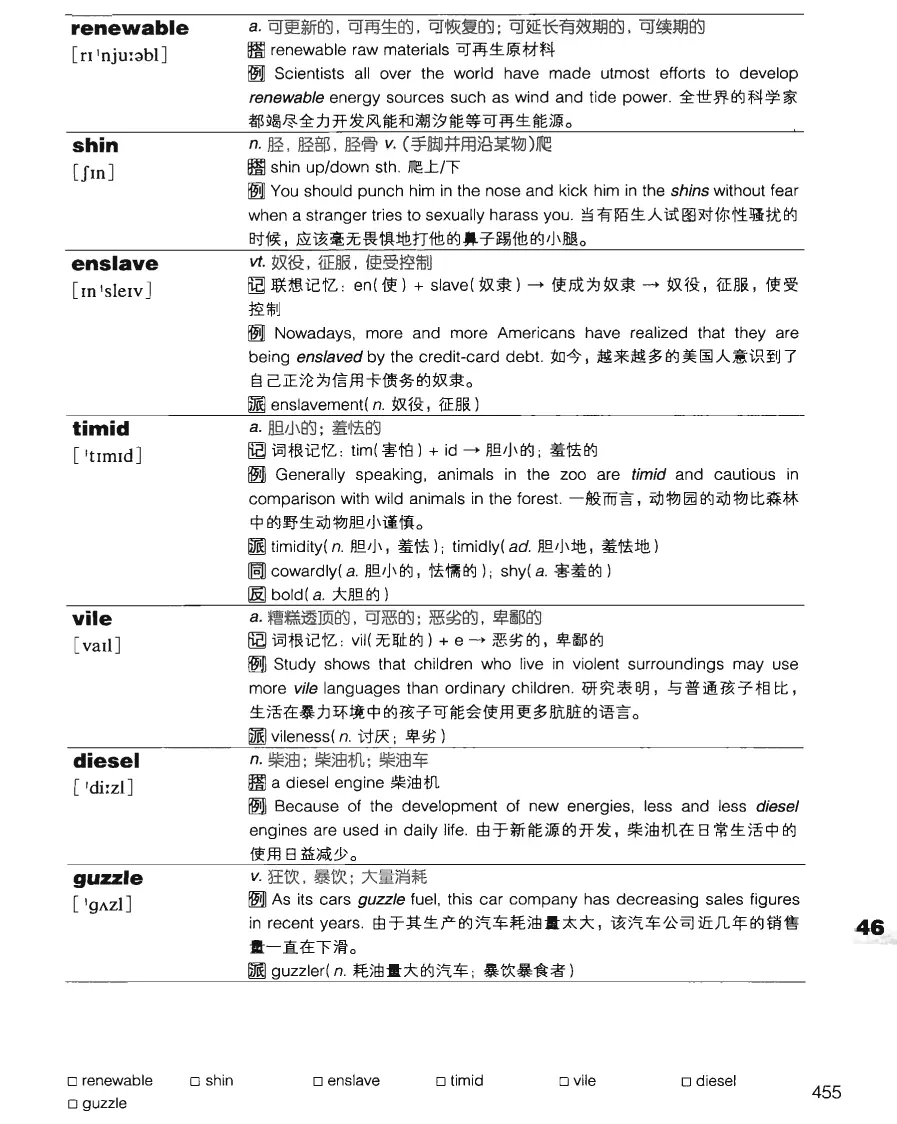 renewable a. 可更新的，可再生的，可恢复的；可延长有效期的，可续期的
[rɪˈnjuːəbl] 搭 renewable raw materials 可再生原材料
例 Scientists all over the world have made utmost efforts to develop
renewable energy sources such as wind and tide power. 全世界的科学家
都竭尽全力开发风能和潮汐能等可再生能源。
shin n. 胫，胫部，胫骨 v. (手脚并用沿某物)爬
[ʃɪn] 搭 shin up/down sth. 爬上/下
例 You should punch him in the nose and kick him in the shins without fear
when a stranger tries to sexually harass you. 当有陌生人试图对你性骚扰的
时候，应该毫无畏惧地打他的鼻子踢他的小腿。
enslave vt. 奴役，征服，使受控制
[ɪnˈsleɪv] 记 联想记忆：en(使) + slave(奴隶) → 使成为奴隶 → 奴役，征服，使受
控制
例 Nowadays, more and more Americans have realized that they are
being enslaved by the credit-card debt. 如今，越来越多的美国人意识到了
自己正沦为信用卡债务的奴隶。
派 enslavement(n. 奴役，征服)
timid a. 胆小的；羞怯的
[ˈtɪmɪd] 记 词根记忆：tim(害怕) + id → 胆小的；羞怯的
例 Generally speaking, animals in the zoo are timid and cautious in
comparison with wild animals in the forest. 一般而言，动物园的动物比森林
中的野生动物胆小谨慎。
派 timidity(n. 胆小，羞怯)；timidly(ad. 胆小地，羞怯地)
同 cowardly(a. 胆小的，怯懦的)；shy(a. 害羞的)
反 bold(a. 大胆的)
vile a. 糟糕透顶的，可恶的；恶劣的，卑鄙的
[vaɪl] 记 词根记忆：vil(无耻的) + e → 恶劣的，卑鄙的
例 Study shows that children who live in violent surroundings may use
more vile languages than ordinary children. 研究表明，与普通孩子相比，
生活在暴力环境中的孩子可能会使用更多肮脏的语言。
派 vileness(n. 讨厌；卑劣)
diesel n. 柴油；柴油机；柴油车
[ˈdiːzl] 搭 a diesel engine 柴油机
例 Because of the development of new energies, less and less diesel
engines are used in daily life. 由于新能源的开发，柴油机在日常生活中的
使用日益减少。
guzzle v. 狂饮，暴饮；大量消耗
[ˈgʌzl] 例 As its cars guzzle fuel, this car company has decreasing sales figures
in recent years. 由于其生产的汽车耗油量太大，该汽车公司近几年的销售
量一直在下滑。
派 guzzler(n. 耗油量大的汽车；暴饮暴食者)
46
□ renewable □ shin □ enslave □ timid □ vile □ diesel
□ guzzle
455